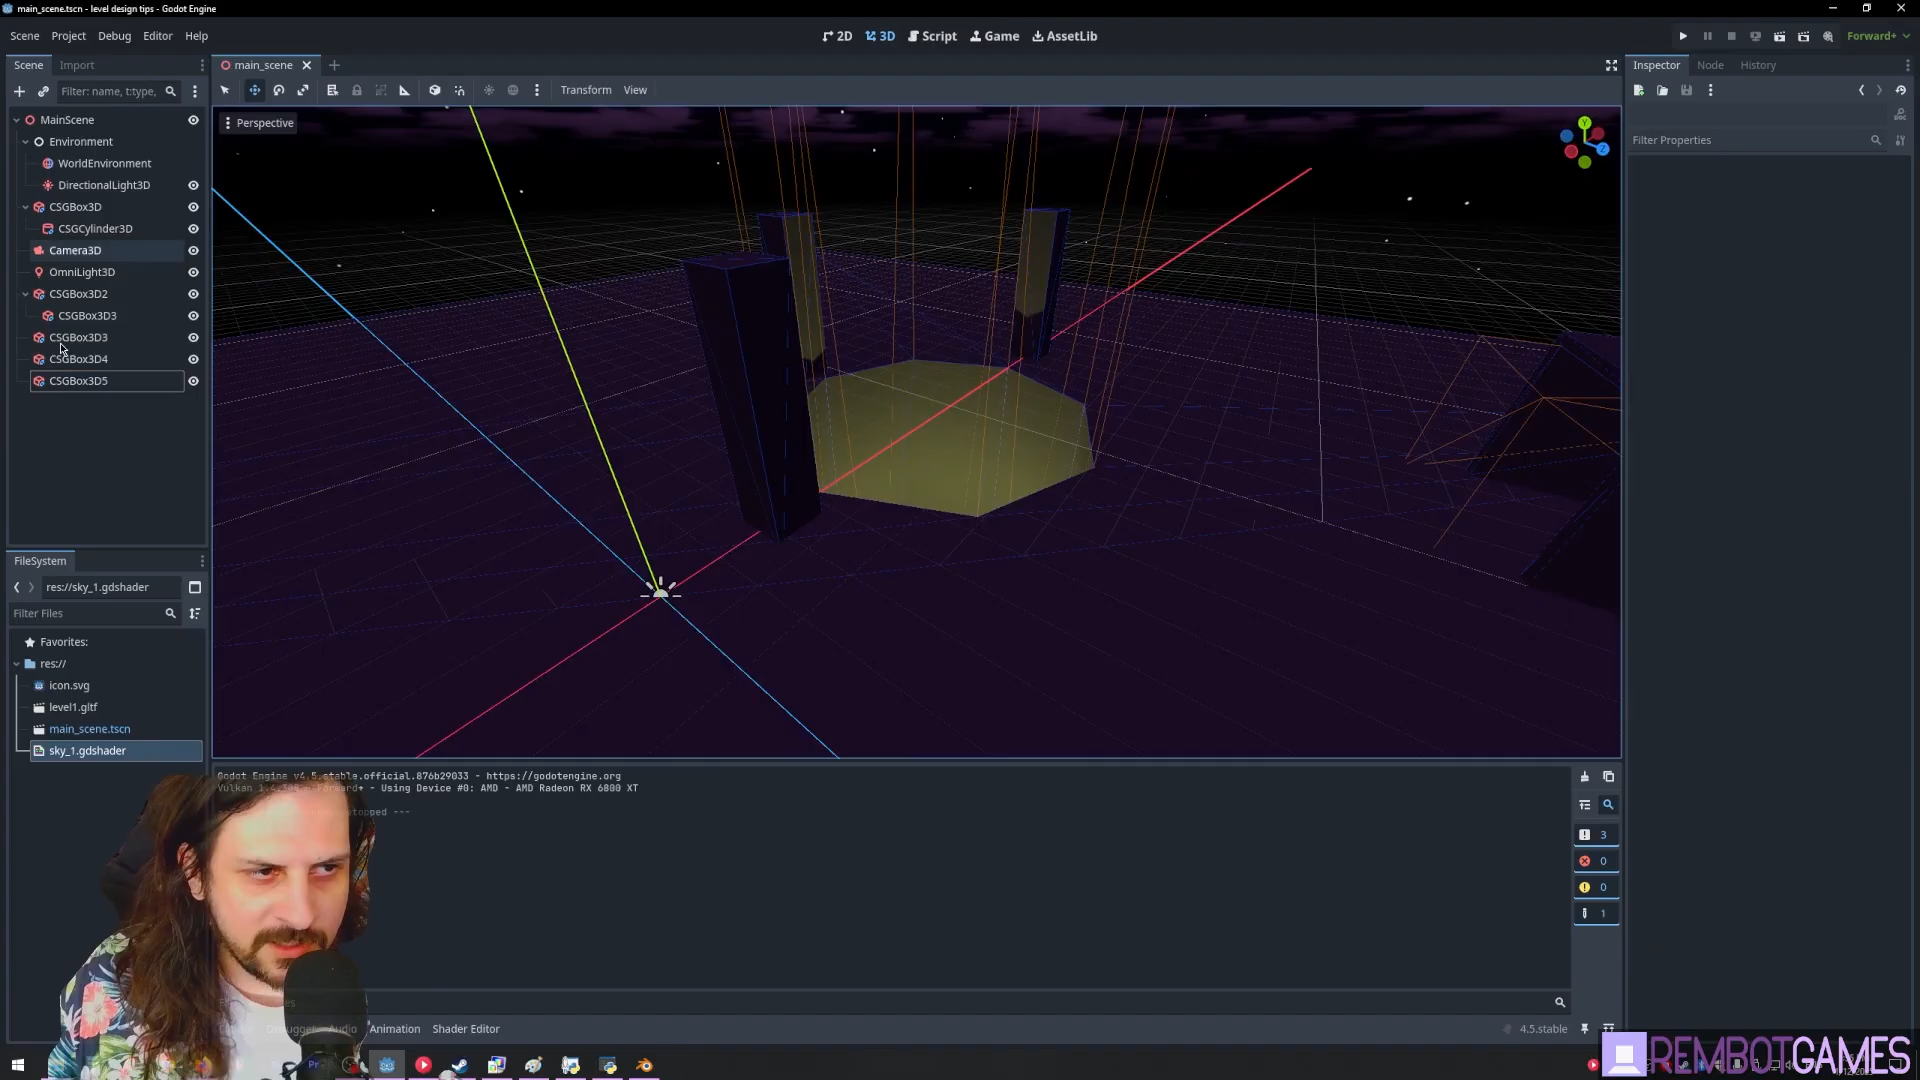 main_scene.tscn - level design tips - Godot Engine
Scene Project Debug Editor Help
2D 3D Script Game AssetLib
Forward+
Scene Import
main_scene
Inspector Node History
Filter: name, t:type,
Transform View
Perspective
Y
Z
Filter Properties
MainScene
Environment
WorldEnvironment
DirectionalLight3D
CSGBox3D
CSGCylinder3D
Camera3D
OmniLight3D
CSGBox3D2
CSGBox3D3
CSGBox3D3
CSGBox3D4
CSGBox3D5
FileSystem
res://sky_1.gdshader
Filter Files
Favorites:
res://
icon.svg
level1.gltf
main_scene.tscn
sky_1.gdshader
Godot Engine v4.5.stable.official.876b29033 - https://godotengine.org
- Forward+ - Using Device #0: AMD - AMD Radeon RX 6800 XT
3
0
0
1
Audio Animation Shader Editor
4.5.stable
REMBOTGAMES